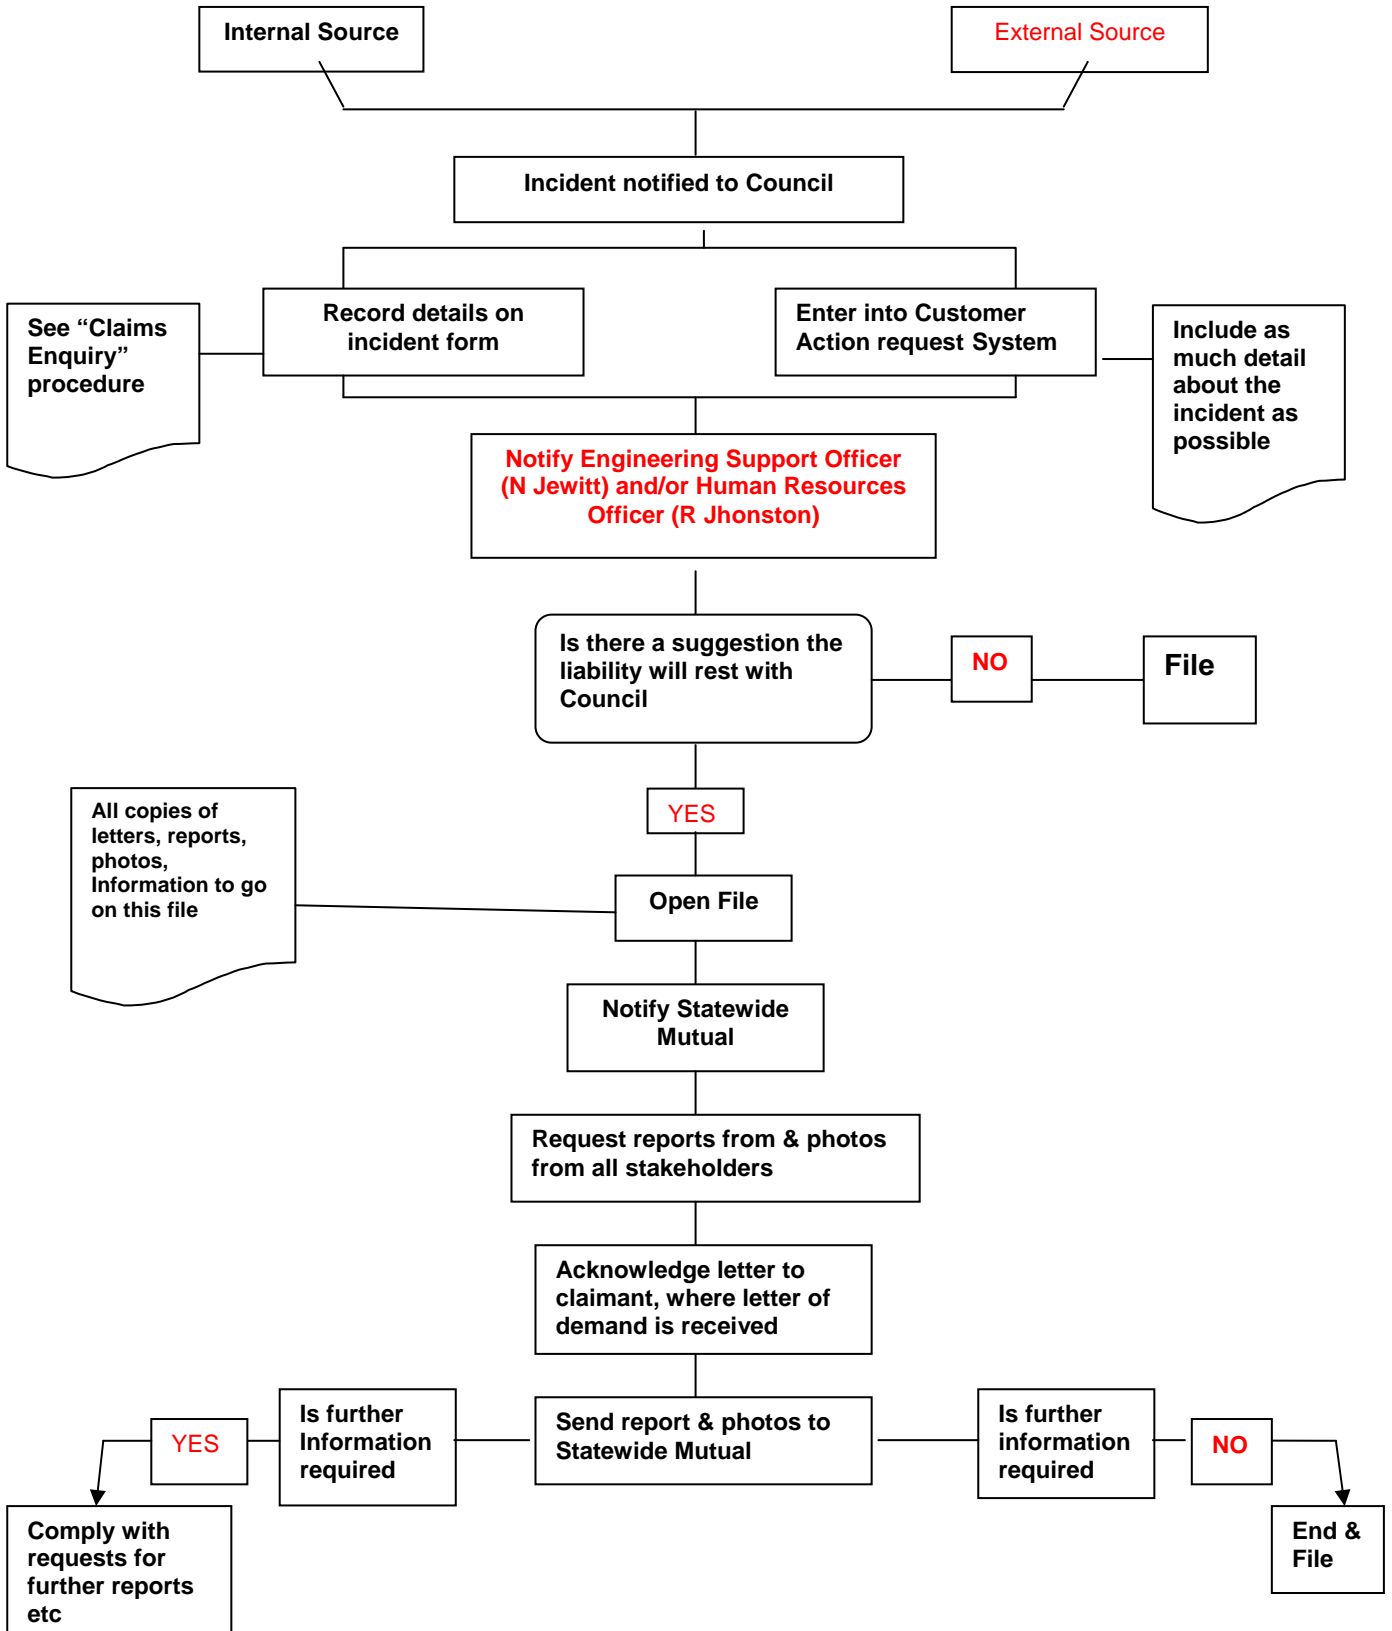 Internal Source
External Source
Incident notified to Council
See “Claims
Enquiry”
procedure
Record details on
incident form
Enter into Customer
Action request System
Include as
much detail
about the
incident as
possible
Notify Engineering Support Officer
(N Jewitt) and/or Human Resources
Officer (R Jhonston)
Is there a suggestion the
liability will rest with
Council
NO
File
YES
All copies of
letters, reports,
photos,
Information to go
on this file
Open File
Notify Statewide
Mutual
Request reports from & photos
from all stakeholders
Acknowledge letter to
claimant, where letter of
demand is received
YES
Is further
Information
required
Send report & photos to
Statewide Mutual
Is further
information
required
NO
Comply with
requests for
further reports
etc
End &
File